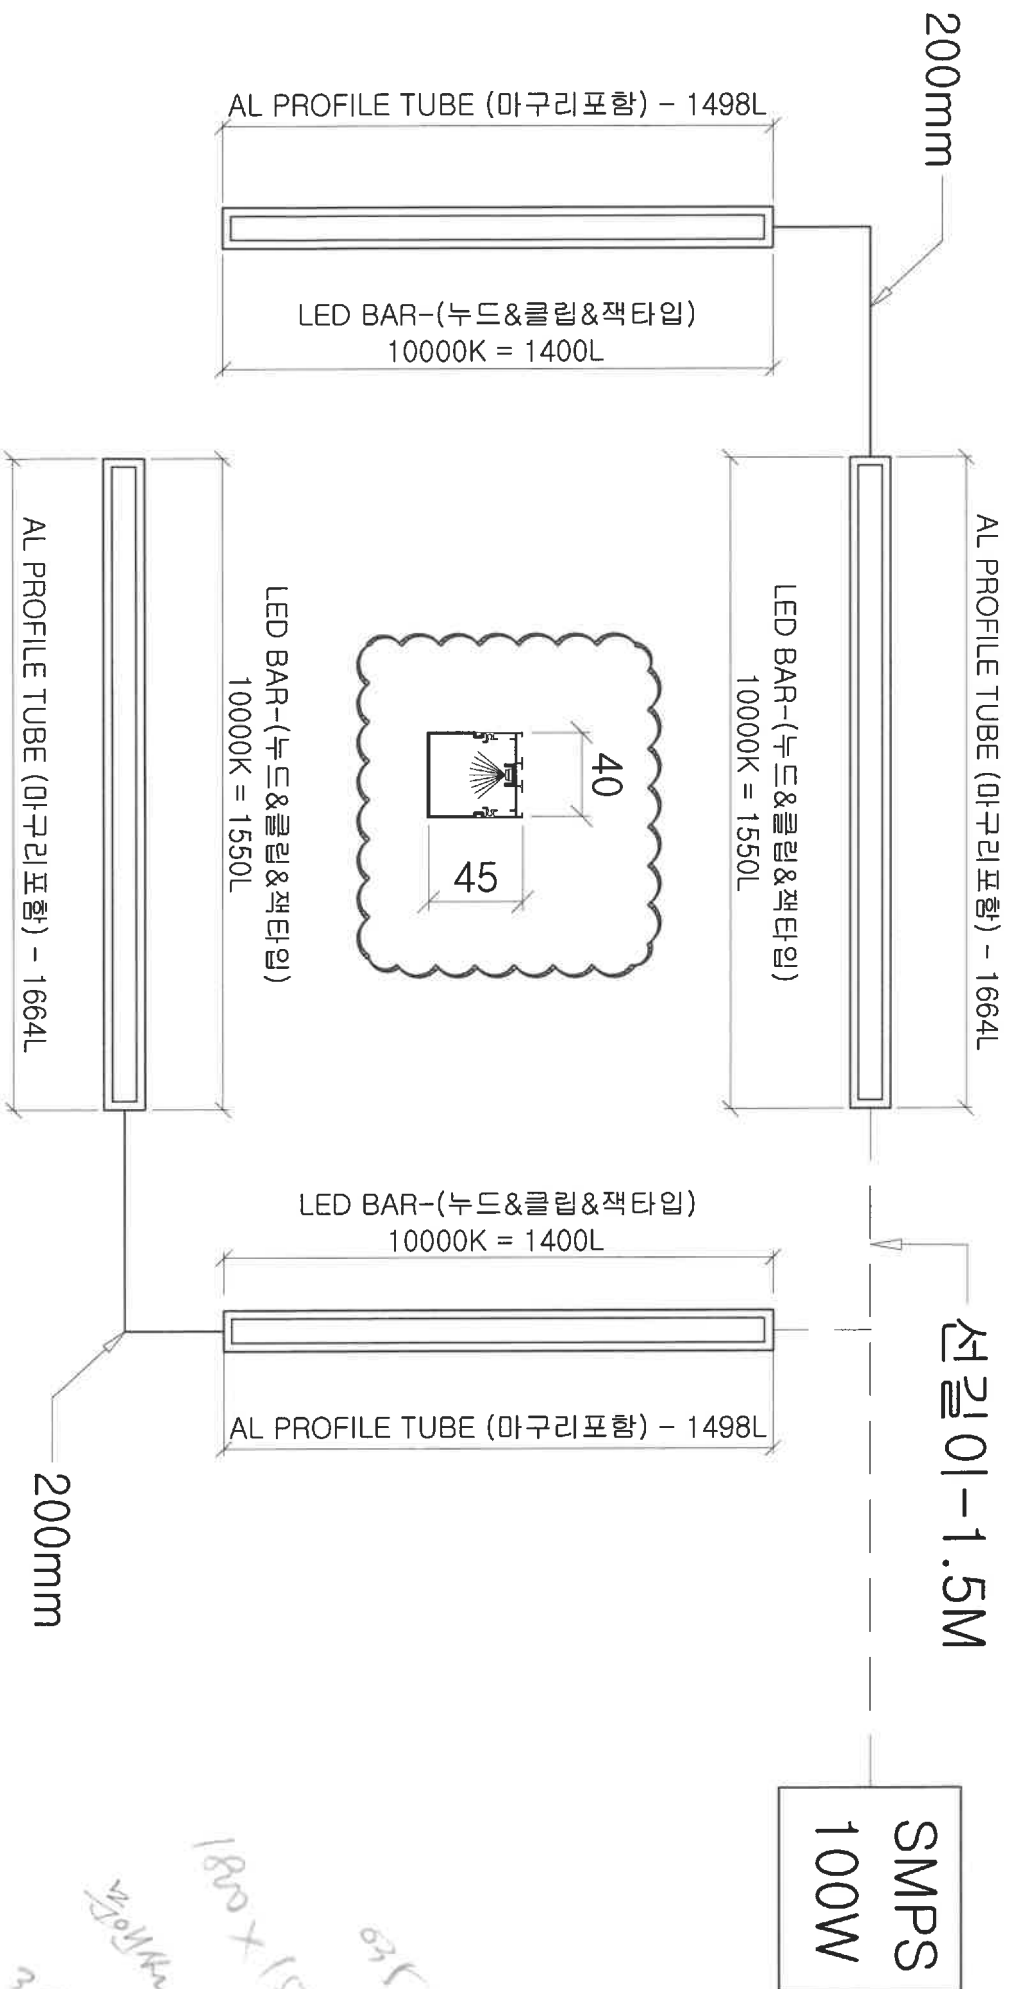 200mm
AL PROFILE TUBE (마구리포함) - 1498L
LED BAR-(누드&클립&잭타입)
10000K = 1400L
AL PROFILE TUBE (마구리포함) - 1664L
LED BAR-(누드&클립&잭타입)
10000K = 1550L
40
45
LED BAR-(누드&클립&잭타입)
10000K = 1550L
AL PROFILE TUBE (마구리포함) - 1664L
LED BAR-(누드&클립&잭타입)
10000K = 1400L
AL PROFILE TUBE (마구리포함) - 1498L
200mm
선길이-1.5M
SMPS
100W
1800 X